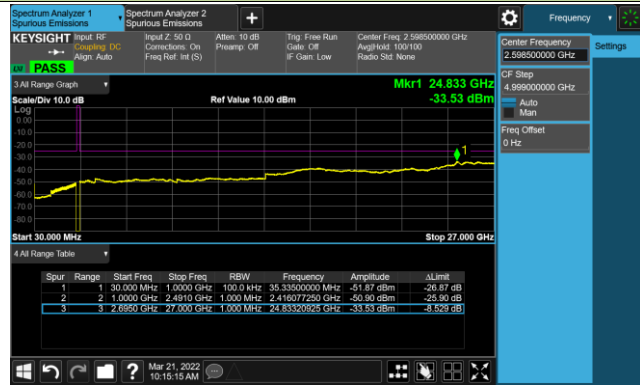 Spectrum Analyzer 1
Spurious Emissions
Spectrum Analyzer 2
Spurious Emissions
Frequency
KEYSIGHT
Input: RF
Coupling: DC
Align: Auto
Input Z: 50 Ω
Corrections: On
Freq Ref: Int (S)
Atten: 10 dB
Preamp: Off
Trig: Free Run
Gate: Off
IF Gain: Low
Center Freq: 2.598500000 GHz
Avg|Hold: 100/100
Radio Std: None
PASS
Center Frequency
2.598500000 GHz
Settings
CF Step
4.999000000 GHz
Auto
Man
Freq Offset
0 Hz
3 All Range Graph
Mkr1 24.833 GHz
Scale/Div 10.0 dB
Ref Value 10.00 dBm
-33.53 dBm
Log
0.00
-10.0
-20.0
-30.0
-40.0
-50.0
-60.0
-70.0
-80.0
1
Start 30.000 MHz
Stop 27.000 GHz
4 All Range Table
Spur Range Start Freq Stop Freq RBW Frequency Amplitude ΔLimit
1 1 30.000 MHz 1.0000 GHz 100.0 kHz 35.33500000 MHz -51.87 dBm -26.87 dB
2 2 1.0000 GHz 2.4910 GHz 1.000 MHz 2.416077250 GHz -50.90 dBm -25.90 dB
3 3 2.6950 GHz 27.000 GHz 1.000 MHz 24.83320925 GHz -33.53 dBm -8.529 dB
Mar 21, 2022
10:15:15 AM